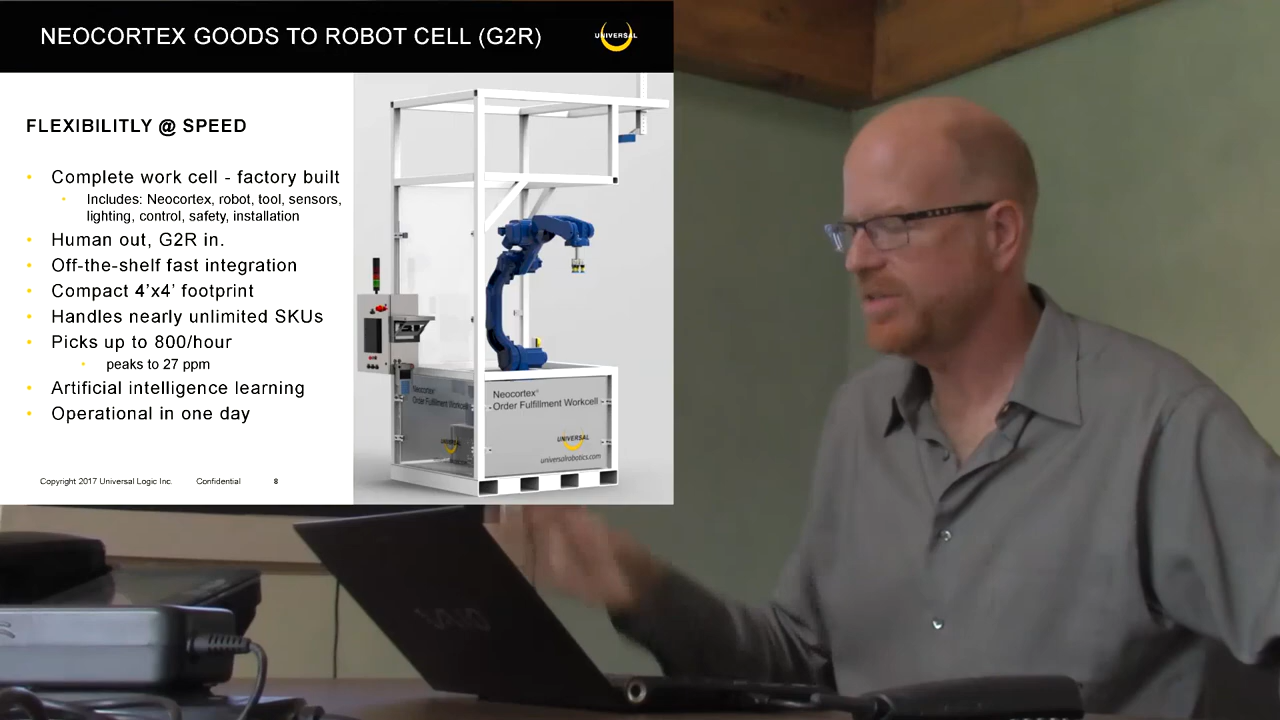 NEOCORTEX GOODS TO ROBOT CELL (G2R)
UNIVERSAL
FLEXIBILITLY @ SPEED
• Complete work cell - factory built
• Includes: Neocortex, robot, tool, sensors,
lighting, control, safety, installation
• Human out, G2R in.
• Off-the-shelf fast integration
• Compact 4'x4' footprint
• Handles nearly unlimited SKUs
• Picks up to 800/hour
• peaks to 27 ppm
• Artificial intelligence learning
• Operational in one day
Neocortex®
Order Fulfillment Workcell
UNIVERSAL
Neocortex®
Order Fulfillment Workcell
UNIVERSAL
universalrobotics.com
Copyright 2017 Universal Logic Inc. Confidential 8
VAIO